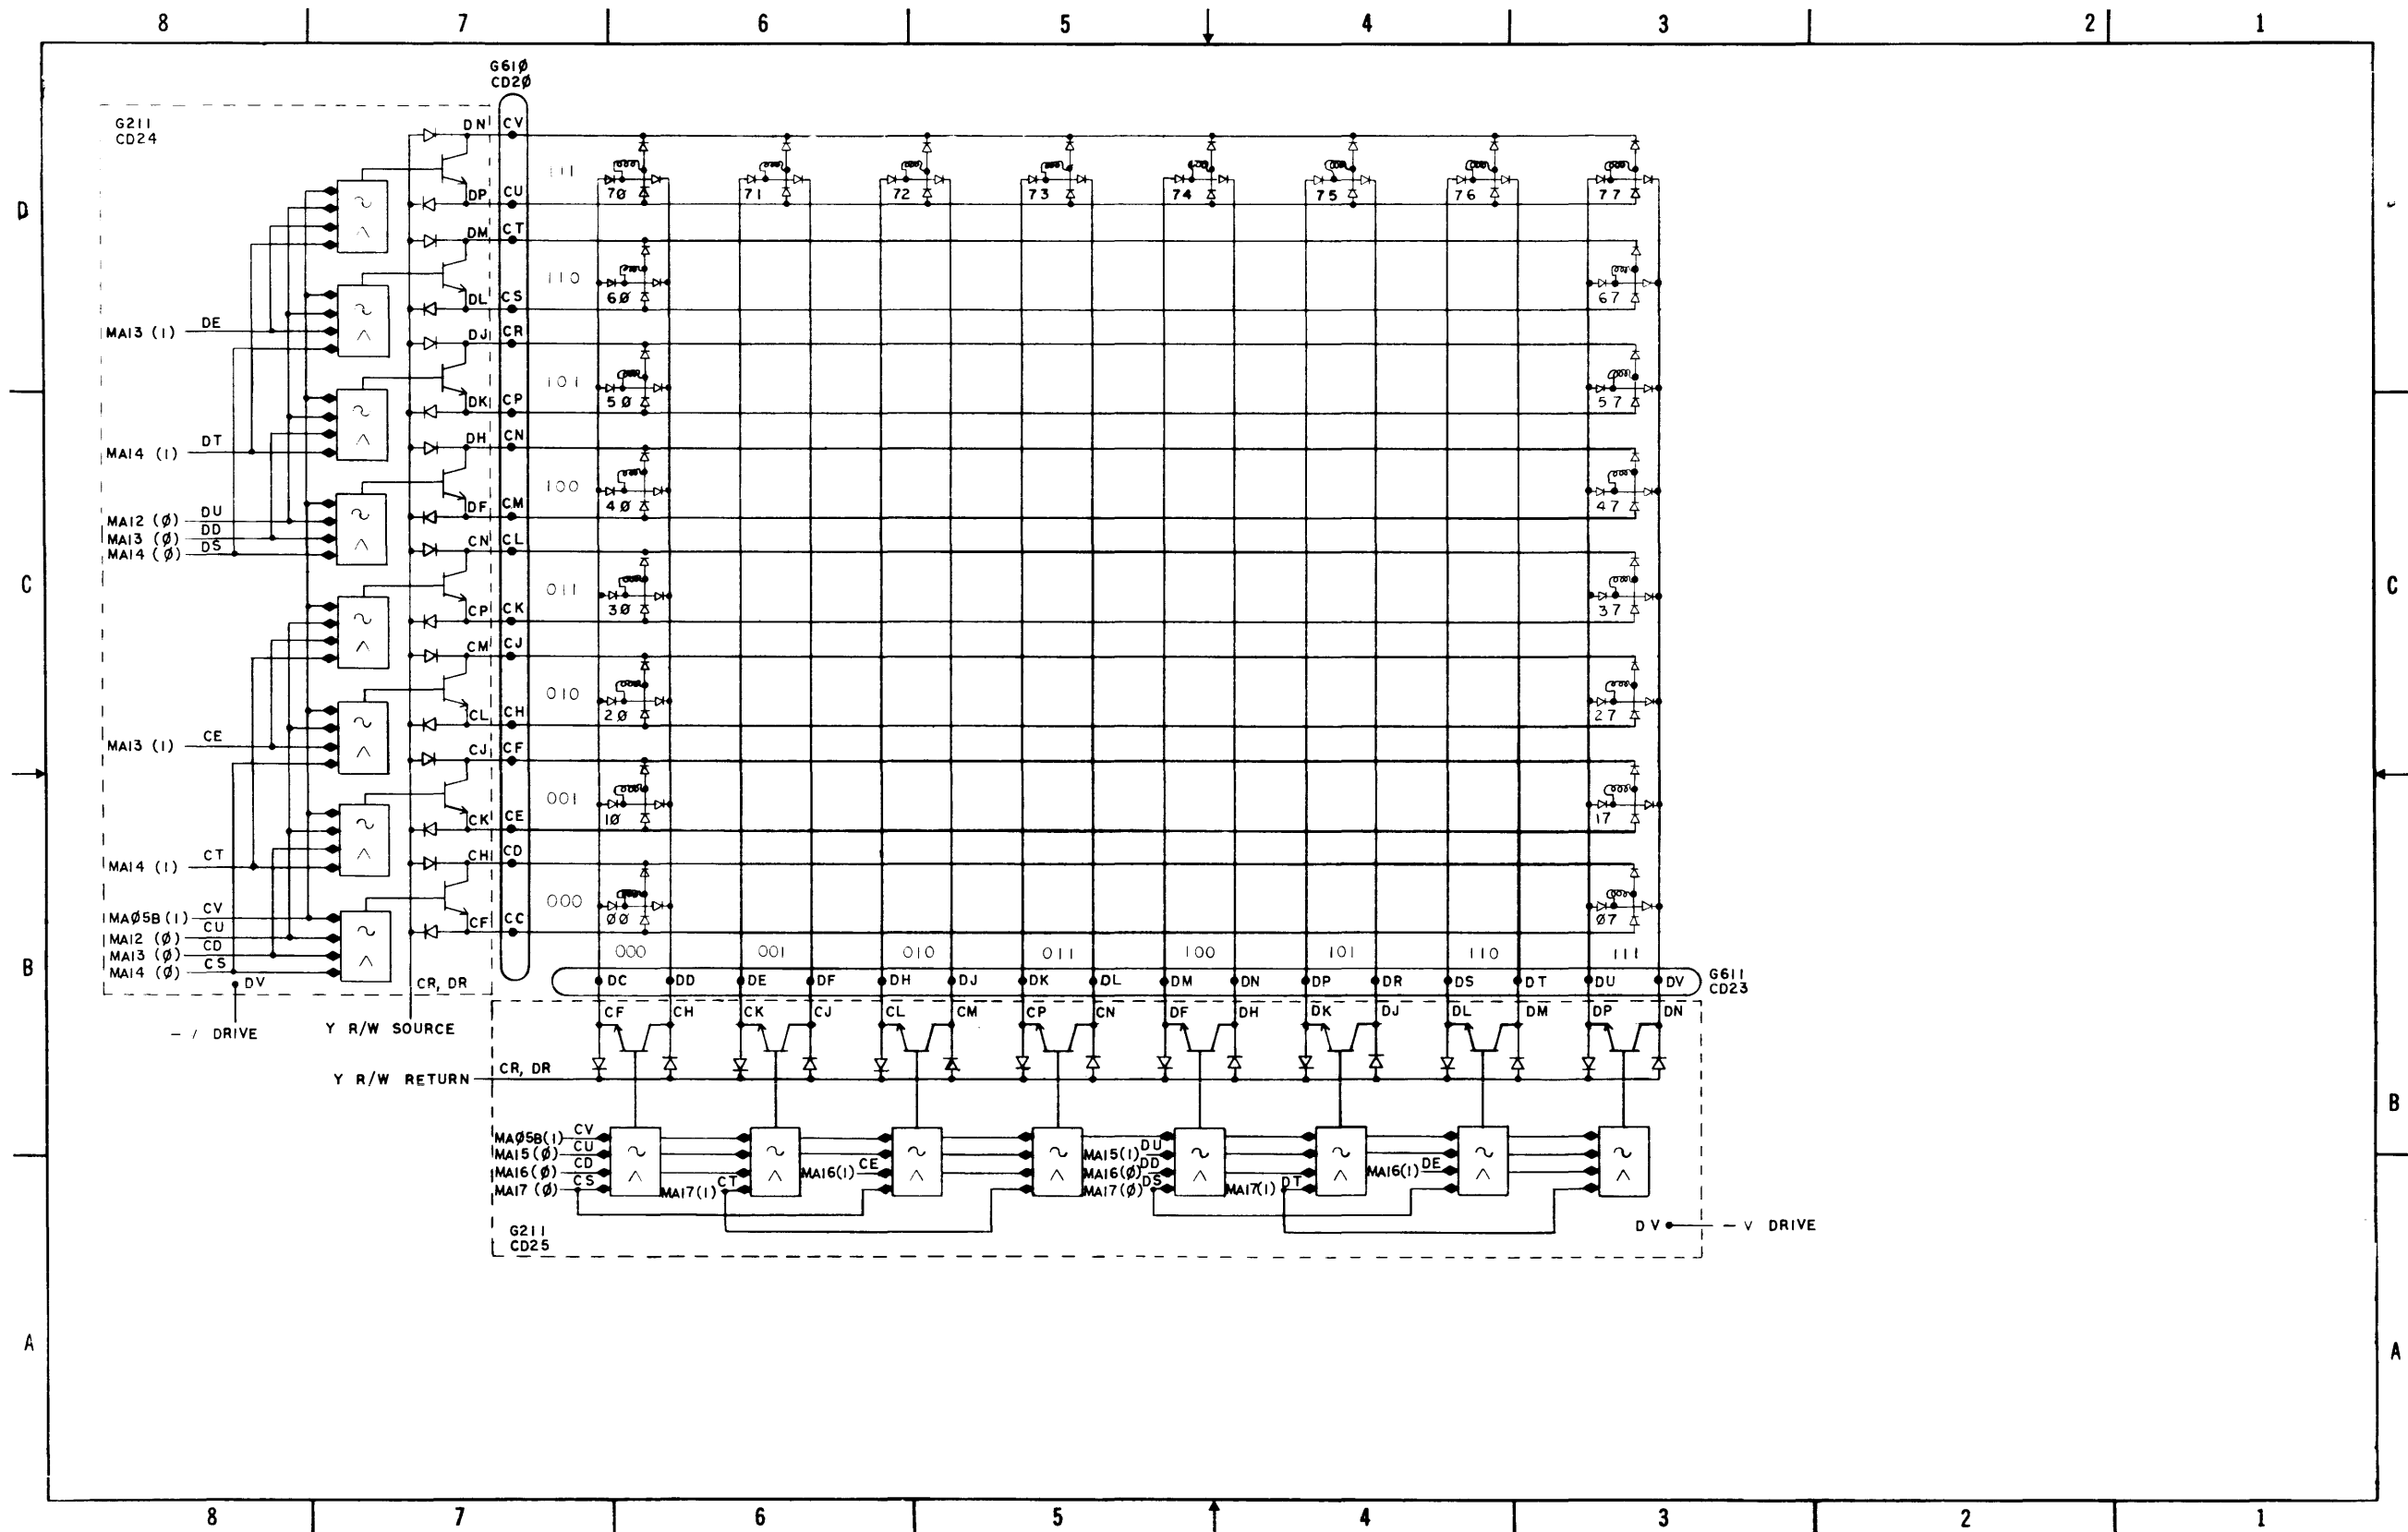 8 7 6 5 4 3 2 1
G61Ø
CD2Ø
G211
CD24
DN CV
111
DP CU
70 71 72 73 74 75 76 77
D
DM CT
110
DL CS
6Ø 67
MA13 (1) DE
DJ CR
101
DK CP
5Ø 57
MA14 (1) DT
DH CN
100
DF CM
4Ø 47
MA12 (Ø) DU
MA13 (Ø) DD
MA14 (Ø) DS
CN CL
C 011 C
CP CK
3Ø 37
CM CJ
010
CL CH
2Ø 27
MA13 (1) CE
CJ CF
001
CK CE
1Ø 17
MA14 (1) CT
CH CD
000
CF CC
ØØ Ø7
MAØ5B (1) CV
MA12 (Ø) CU
MA13 (Ø) CD
MA14 (Ø) CS
000 001 010 011 100 101 110 111
B
DV
CR, DR
DC DD DE DF DH DJ DK DL DM DN DP DR DS DT DU DV
G611
CD23
DRIVE
Y R/W SOURCE
CF CH CK CJ CL CM CP CN DF DH DK DJ DL DM DP DN
Y R/W RETURN CR, DR
B
MAØ5B(1) CV
MA15 (Ø) CU
MA16 (Ø) CD
MA17 (Ø) CS
MA17(1) CT
MA16(1) CE
MA15(1) DU
MA16(Ø) DD
MA17(Ø) DS
MA17(1) DT
MA16(1) DE
G211
CD25
DV – V DRIVE
A A
8 7 6 5 4 3 2 1